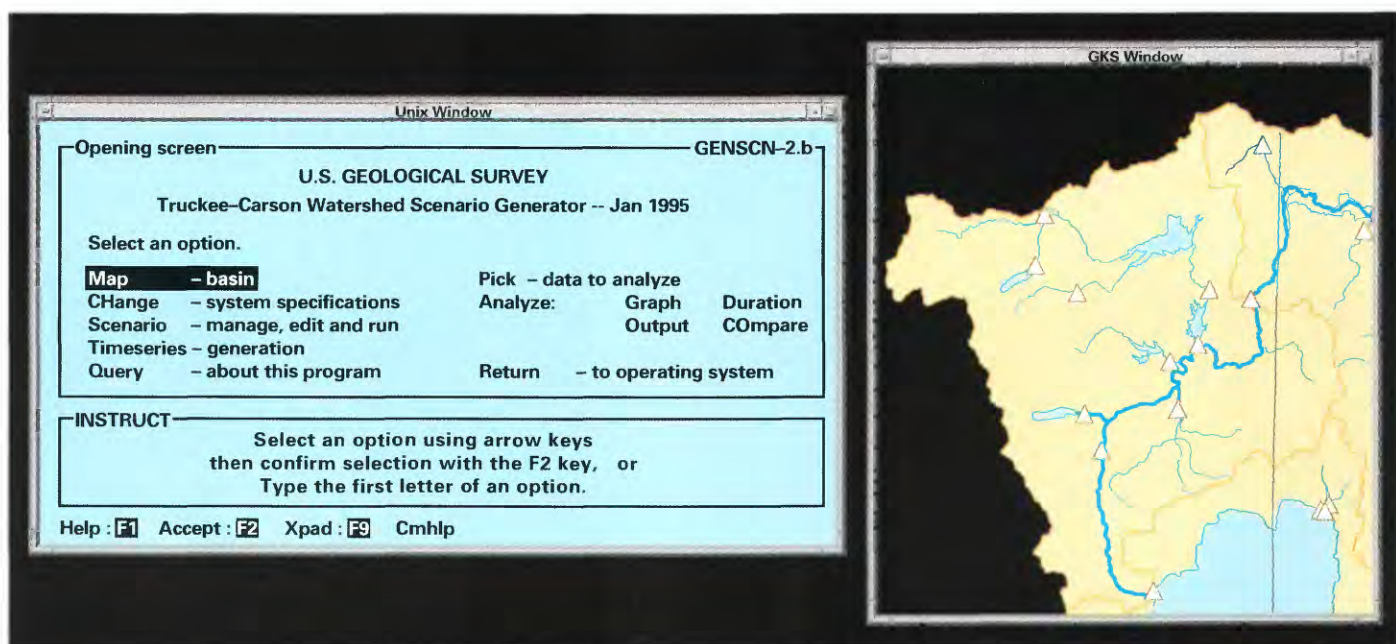 Unix Window
Opening screen GENSCN-2.b
U.S. GEOLOGICAL SURVEY
Truckee-Carson Watershed Scenario Generator -- Jan 1995
Select an option.
Map - basin Pick - data to analyze
CHange - system specifications Analyze: Graph Duration
Scenario - manage, edit and run Output COmpare
Timeseries - generation
Query - about this program Return - to operating system
INSTRUCT
Select an option using arrow keys
then confirm selection with the F2 key, or
Type the first letter of an option.
Help : F1 Accept : F2 Xpad : F9 Cmhlp
GKS Window